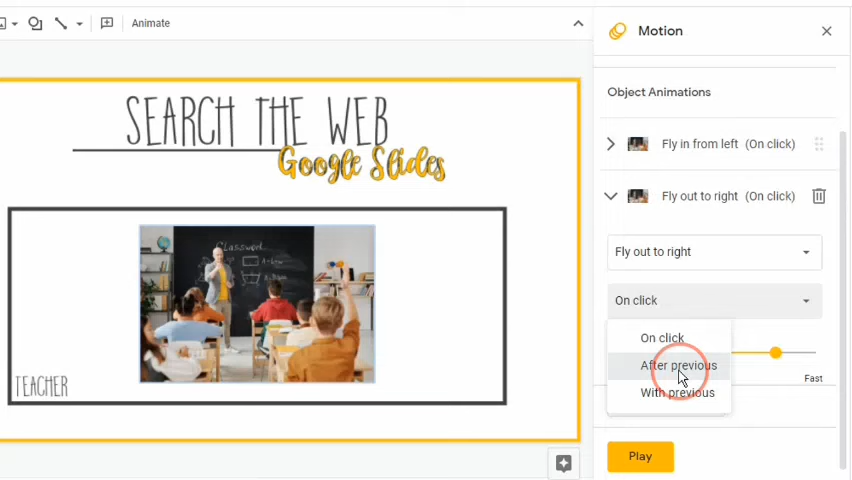 Animate
Motion
SEARCH THE WEB
Google Slides
Classwork
TEACHER
Object Animations
Fly in from left (On click)
Fly out to right (On click)
Fly out to right
On click
On click
After previous
With previous
Fast
Play